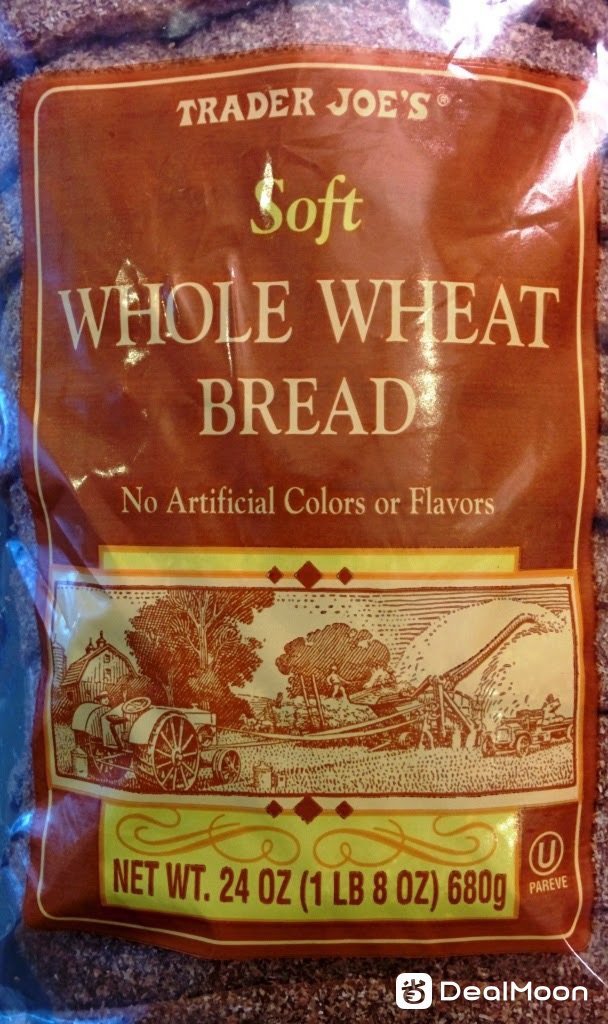 TRADER JOE'S®
Soft
WHOLE WHEAT
BREAD
No Artificial Colors or Flavors
NET WT. 24 OZ (1 LB 8 OZ) 680g
U
PAREVE
DealMoon